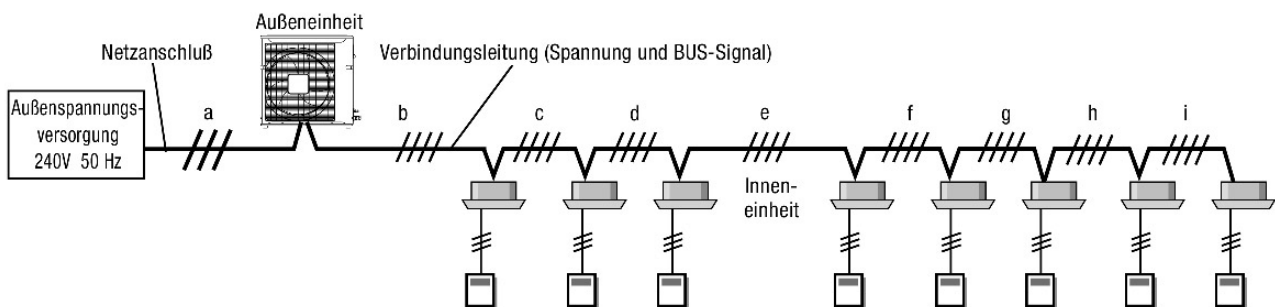 Außeneinheit
Netzanschluß
Verbindungsleitung (Spannung und BUS-Signal)
Außenspannungs-
versorgung
240V 50 Hz
a
b
c
d
e
f
g
h
i
Innen-
einheit